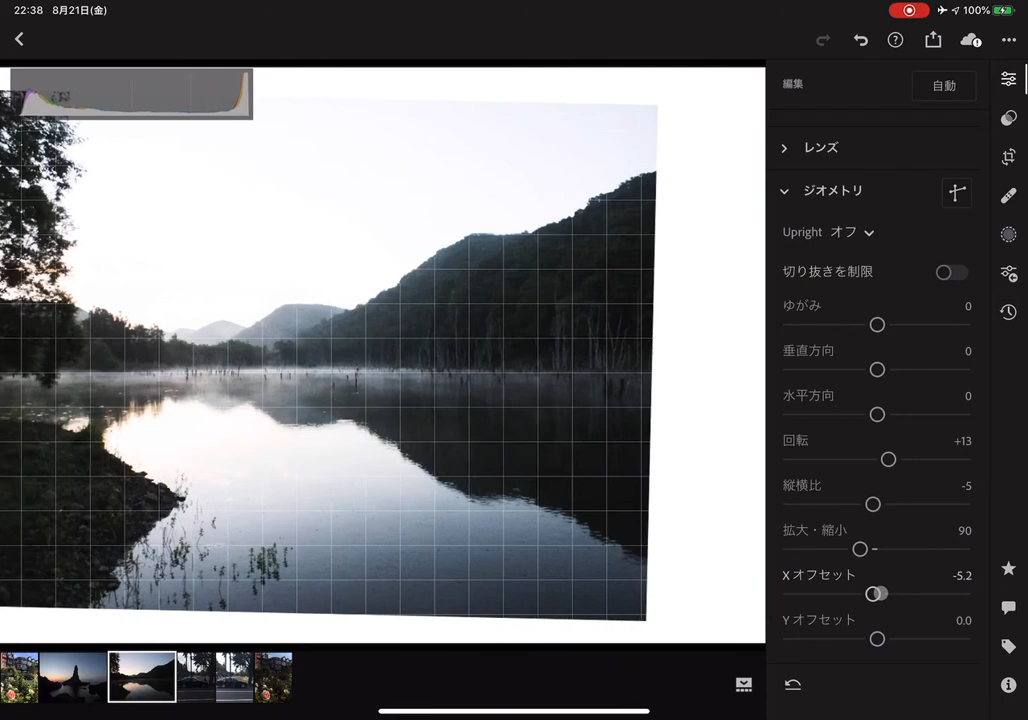 22:38 8月21日(金)
100%
編集
自動
レンズ
ジオメトリ
Upright オフ
切り抜きを制限
ゆがみ 0
垂直方向 0
水平方向 0
回転 +13
縦横比 -5
拡大・縮小 90
X オフセット -5.2
Y オフセット 0.0